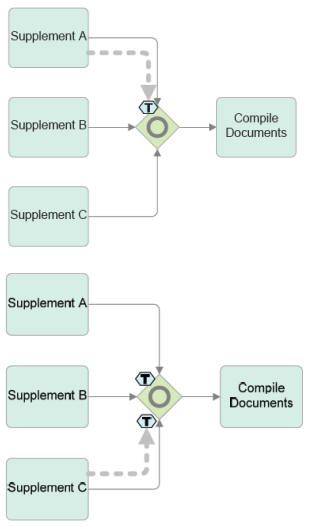 Supplement A
T
Supplement B
Compile
Documents
Supplement C
Supplement A
T
Supplement B
Compile
Documents
T
Supplement C